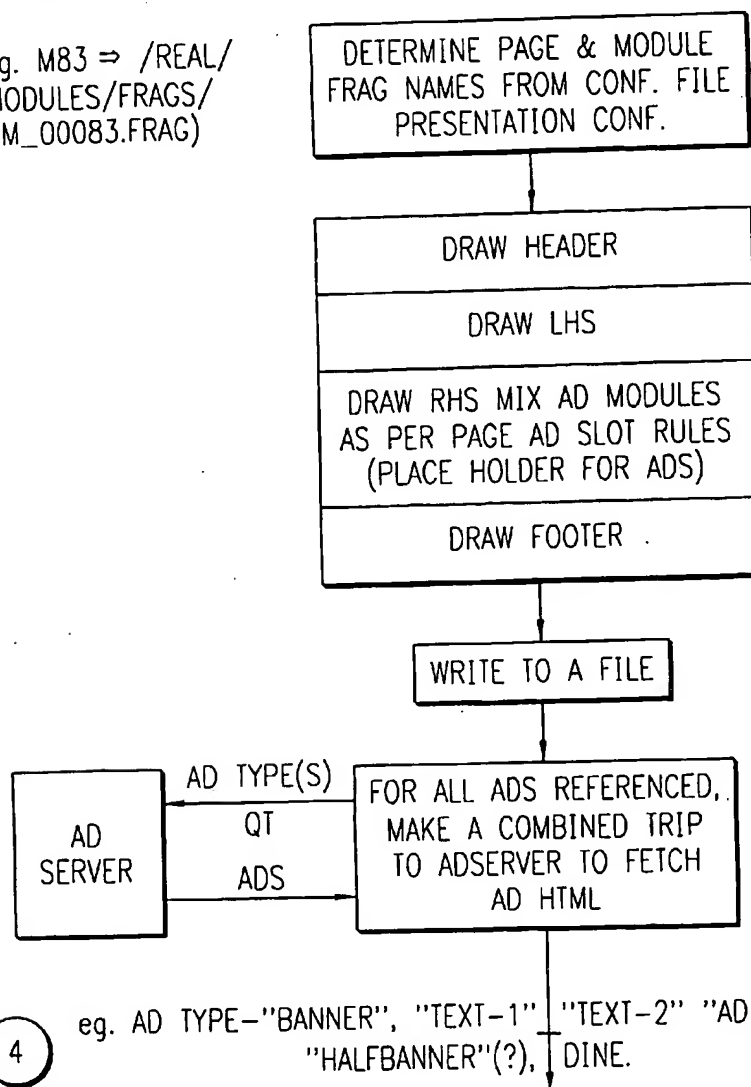 g. M83 ⇒ /REAL/
MODULES/FRAGS/
M_00083.FRAG)
DETERMINE PAGE & MODULE
FRAG NAMES FROM CONF. FILE
PRESENTATION CONF.
DRAW HEADER
DRAW LHS
DRAW RHS MIX AD MODULES
AS PER PAGE AD SLOT RULES
(PLACE HOLDER FOR ADS)
DRAW FOOTER
WRITE TO A FILE
AD SERVER
AD TYPE(S)
QT
ADS
FOR ALL ADS REFERENCED,
MAKE A COMBINED TRIP
TO ADSERVER TO FETCH
AD HTML
4
eg. AD TYPE-"BANNER", "TEXT-1" "TEXT-2" "AD
"HALFBANNER"(?), DINE.